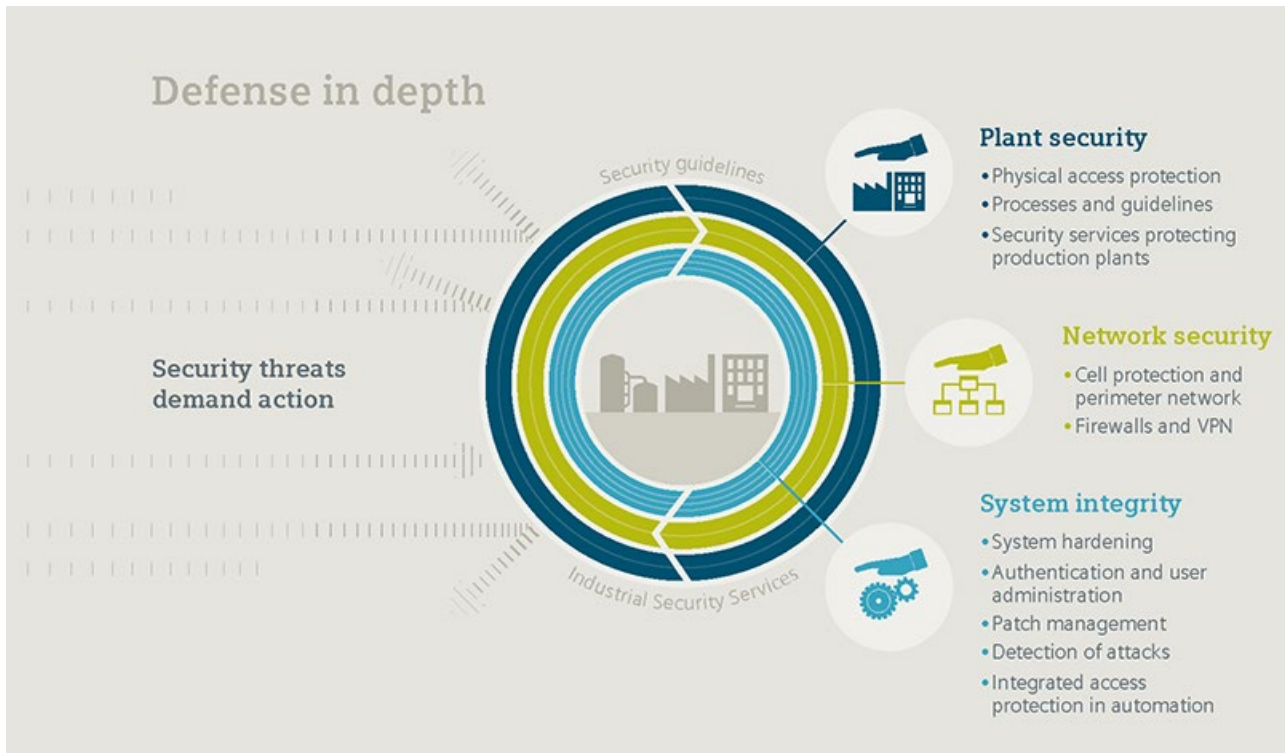 Defense in depth
Security guidelines
Security threats
demand action
Industrial Security Services
Plant security
•Physical access protection
•Processes and guidelines
•Security services protecting
production plants
Network security
•Cell protection and
perimeter network
•Firewalls and VPN
System integrity
•System hardening
•Authentication and user
administration
•Patch management
•Detection of attacks
•Integrated access
protection in automation